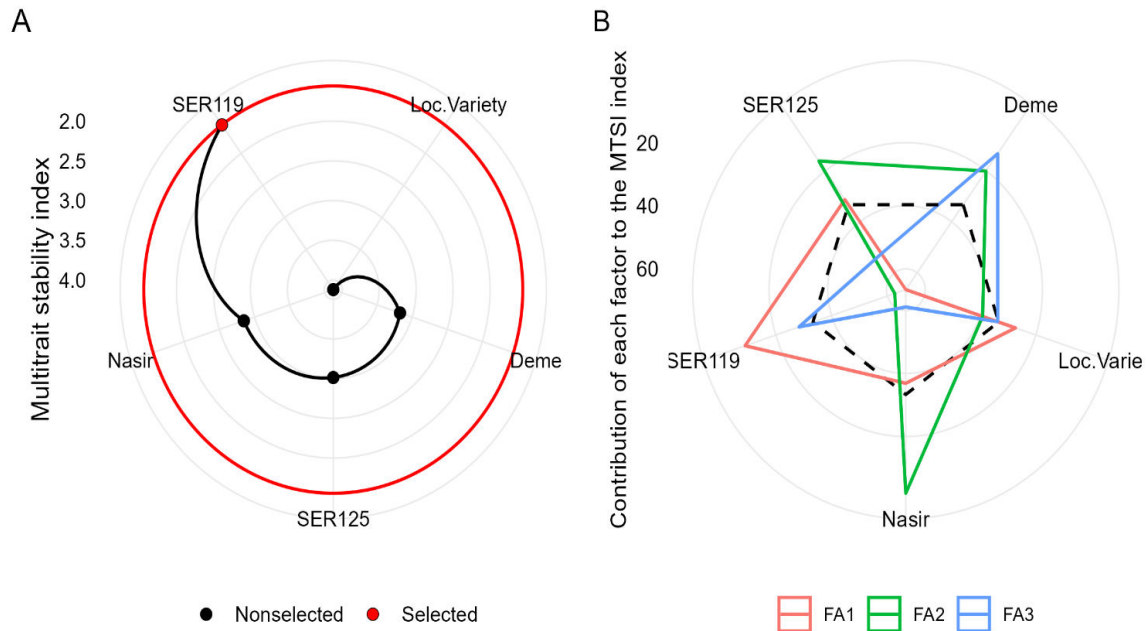 A
B
Multitrait stability index
2.0
2.5
3.0
3.5
4.0
SER119
Loc.Variety
Nasir
Deme
SER125
Nonselected
Selected
Contribution of each factor to the MTSI index
20
40
60
SER125
Deme
SER119
Loc.Varie
Nasir
FA1
FA2
FA3